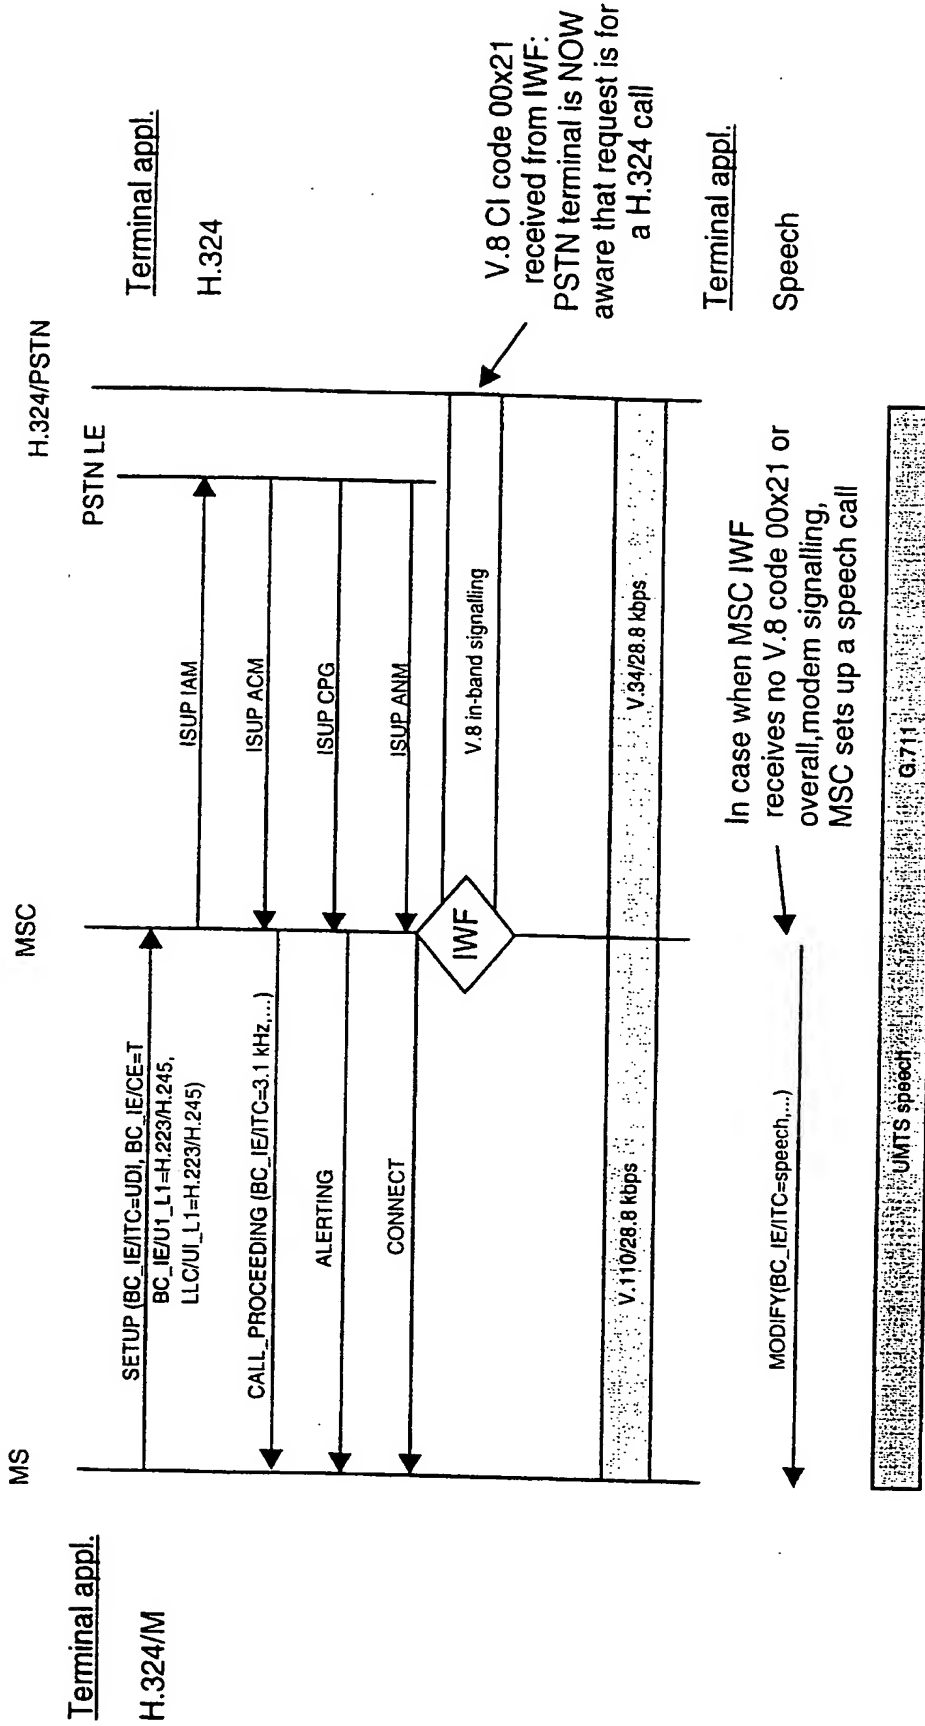 MS
MSC
H.324/PSTN
PSTN LE
Terminal appl.
H.324/M
Terminal appl.
H.324
SETUP (BC_IE/ITC=UDI, BC_IE/CE=T
BC_IE/U1_L1=H.223/H.245,
LLC/UI_L1=H.223/H.245)
ISUP IAM
CALL_PROCEEDING (BC_IE/ITC=3.1 kHz,...)
ISUP ACM
ALERTING
ISUP CPG
CONNECT
ISUP ANM
IWF
V.8 in-band signalling
V.8 CI code 00x21
received from IWF:
PSTN terminal is NOW
aware that request is for
a H.324 call
V.110/28.8 kbps
V.34/28.8 kbps
Terminal appl.
Speech
In case when MSC IWF
receives no V.8 code 00x21 or
overall,modem signalling,
MSC sets up a speech call
MODIFY(BC_IE/ITC=speech,...)
UMTS speech
G.711